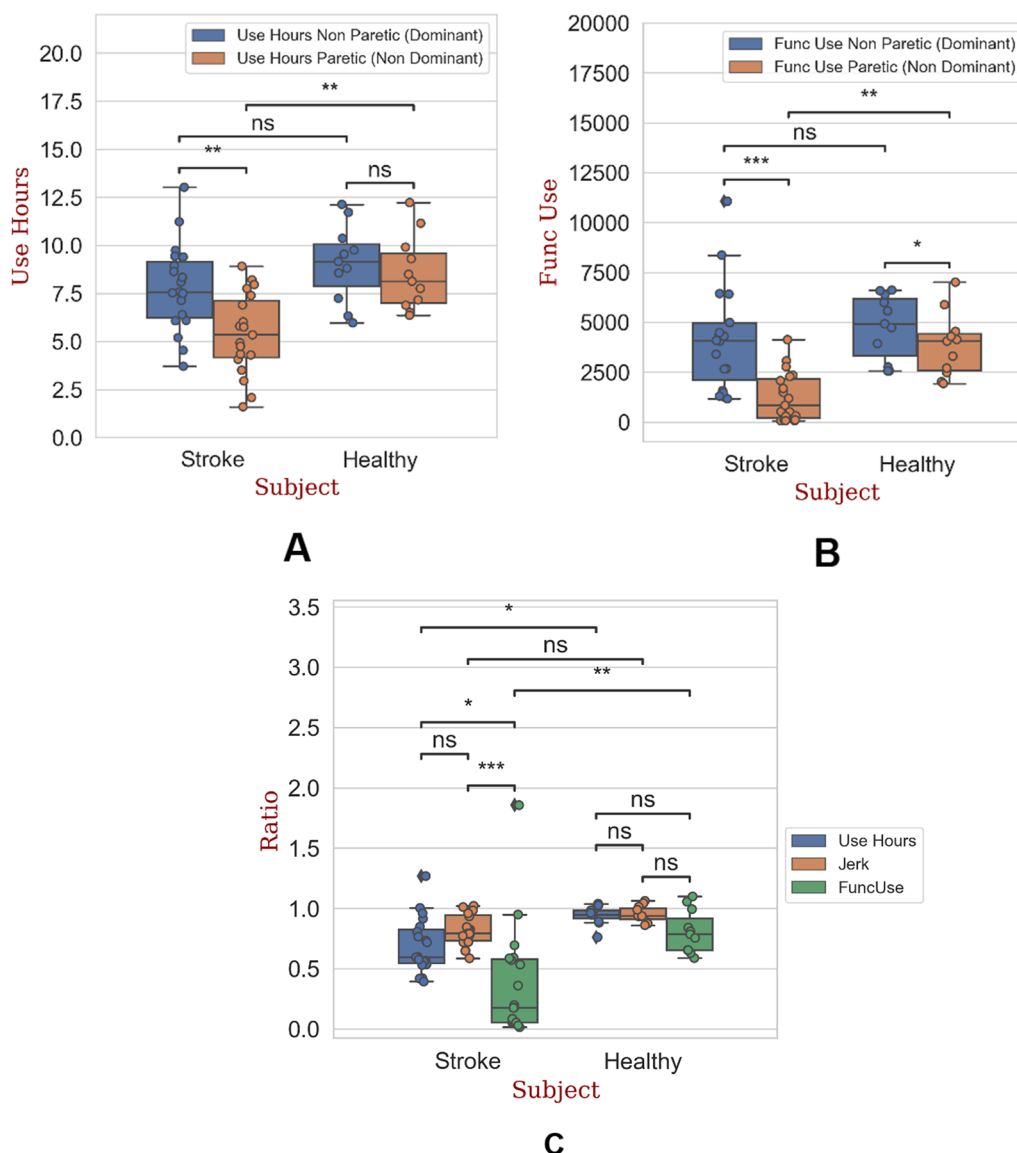 20.0
17.5
15.0
12.5
10.0
7.5
5.0
2.5
0.0
Use Hours
Use Hours Non Paretic (Dominant)
Use Hours Paretic (Non Dominant)
**
ns
**
ns
Stroke
Healthy
Subject
A
20000
17500
15000
12500
10000
7500
5000
2500
0
Func Use
Func Use Non Paretic (Dominant)
Func Use Paretic (Non Dominant)
**
ns
***
*
Stroke
Healthy
Subject
B
3.5
3.0
2.5
2.0
1.5
1.0
0.5
0.0
Ratio
*
ns
**
*
ns
***
ns
ns
ns
Use Hours
Jerk
FuncUse
Stroke
Healthy
Subject
C